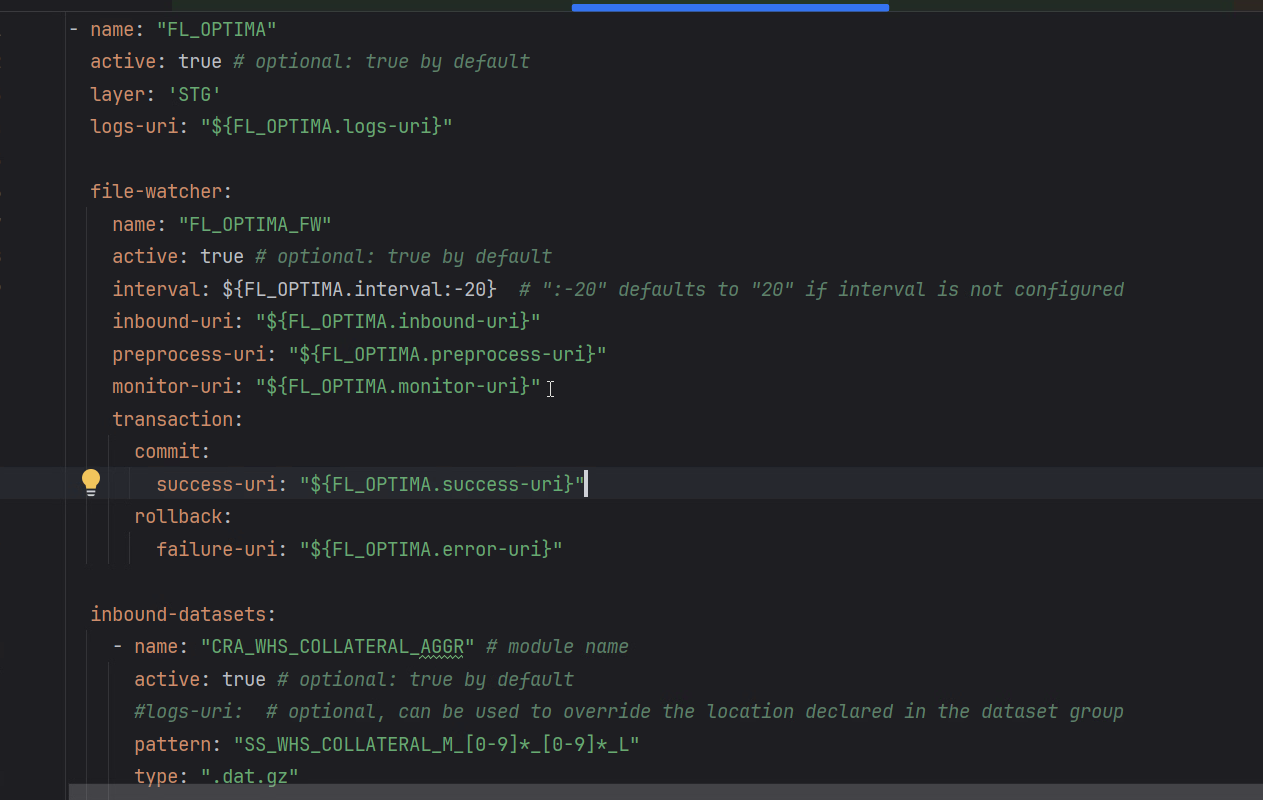 - name: "FL_OPTIMA"
active: true # optional: true by default
layer: 'STG'
logs-uri: "${FL_OPTIMA.logs-uri}"
file-watcher:
name: "FL_OPTIMA_FW"
active: true # optional: true by default
interval: ${FL_OPTIMA.interval:-20}  # ":-20" defaults to "20" if interval is not configured
inbound-uri: "${FL_OPTIMA.inbound-uri}"
preprocess-uri: "${FL_OPTIMA.preprocess-uri}"
monitor-uri: "${FL_OPTIMA.monitor-uri}"
transaction:
commit:
success-uri: "${FL_OPTIMA.success-uri}"
rollback:
failure-uri: "${FL_OPTIMA.error-uri}"
inbound-datasets:
- name: "CRA_WHS_COLLATERAL_AGGR" # module name
active: true # optional: true by default
#logs-uri:  # optional, can be used to override the location declared in the dataset group
pattern: "SS_WHS_COLLATERAL_M_[0-9]*_[0-9]*_L"
type: ".dat.gz"